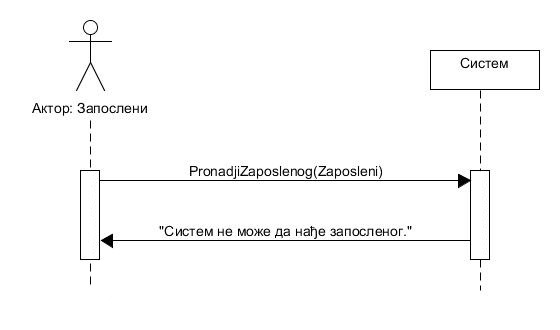 Систем
Актор: Запослени
PronadjiZaposlenog(Zaposleni)
"Систем не може да нађе запосленог."